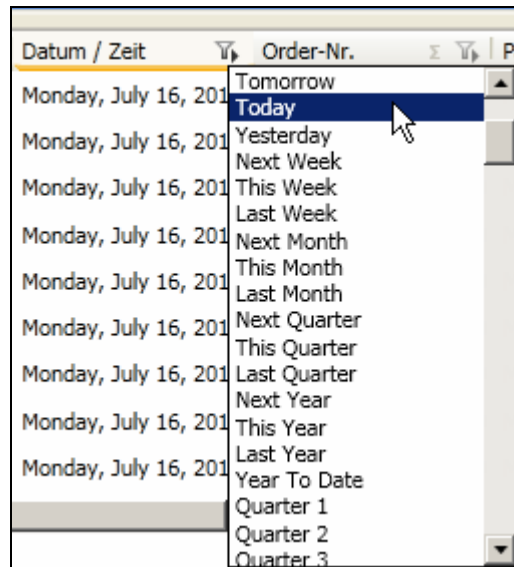 Datum / Zeit Order-Nr. Σ P
Monday, July 16, 201
Monday, July 16, 201
Monday, July 16, 201
Monday, July 16, 201
Monday, July 16, 201
Monday, July 16, 201
Monday, July 16, 201
Monday, July 16, 201
Monday, July 16, 201
Tomorrow
Today
Yesterday
Next Week
This Week
Last Week
Next Month
This Month
Last Month
Next Quarter
This Quarter
Last Quarter
Next Year
This Year
Last Year
Year To Date
Quarter 1
Quarter 2
Quarter 3